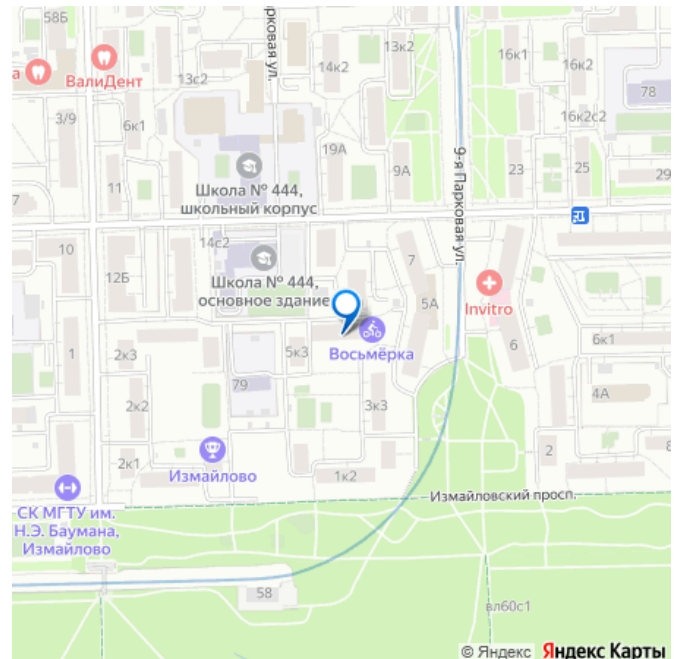 58Б
рковая ул.
13к2
14к2
16к1
16к2
а
ВалиДент
13с2
78
3/9
6к1
16к2с2
19А
9А
9-я Парковая ул.
23
25
29
11
Школа № 444,
школьный корпус
7
10
14с2
12Б
Школа № 444,
основное здание
7
5А
Invitro
1
2к3
5к3
Восьмёрка
6
6к1
79
2к2
3к3
4А
2к1
Измайлово
1к2
2
8
СК МГТУ им.
Н.Э. Баумана,
Измайлово
Измайловский просп.
58
вл60с1
© Яндекс Яндекс Карты